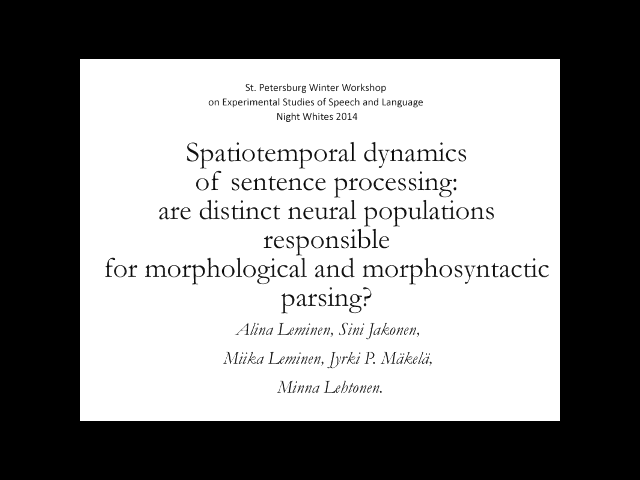 St. Petersburg Winter Workshop
on Experimental Studies of Speech and Language
Night Whites 2014
Spatiotemporal dynamics
of sentence processing:
are distinct neural populations
responsible
for morphological and morphosyntactic
parsing?
Alina Leminen, Sini Jakonen,
Miika Leminen, Jyrki P. Mäkelä,
Minna Lehtonen.